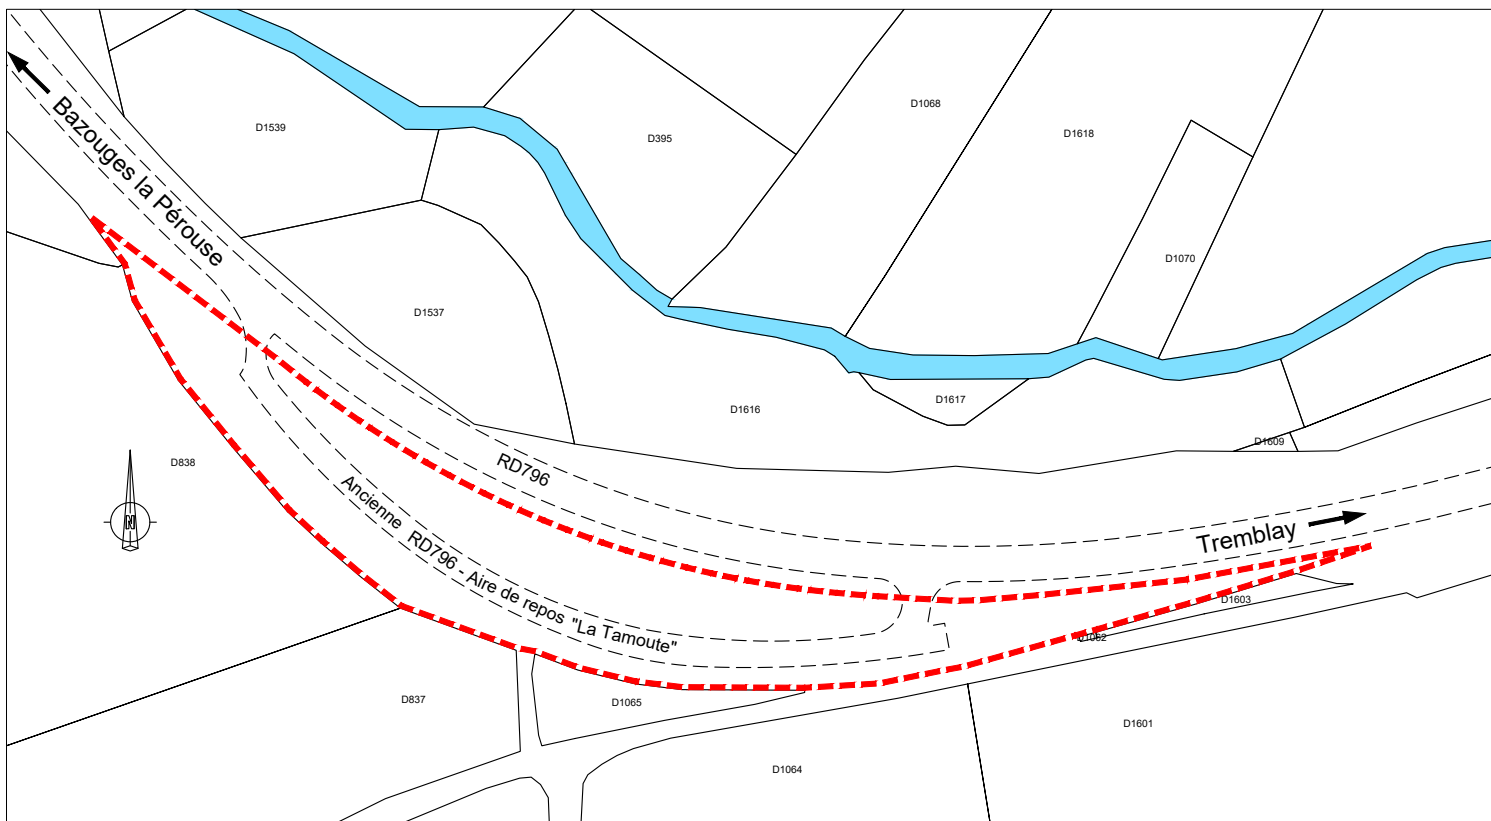 D1068
D1539
D1618
D395
Bazouges la Pérouse
D1070
D1537
D1616
D1617
D1609
D838
RD796
Ancienne RD796 - Aire de repos "La Tamoute"
N
Tremblay
D1603
D1062
D837
D1065
D1601
D1064